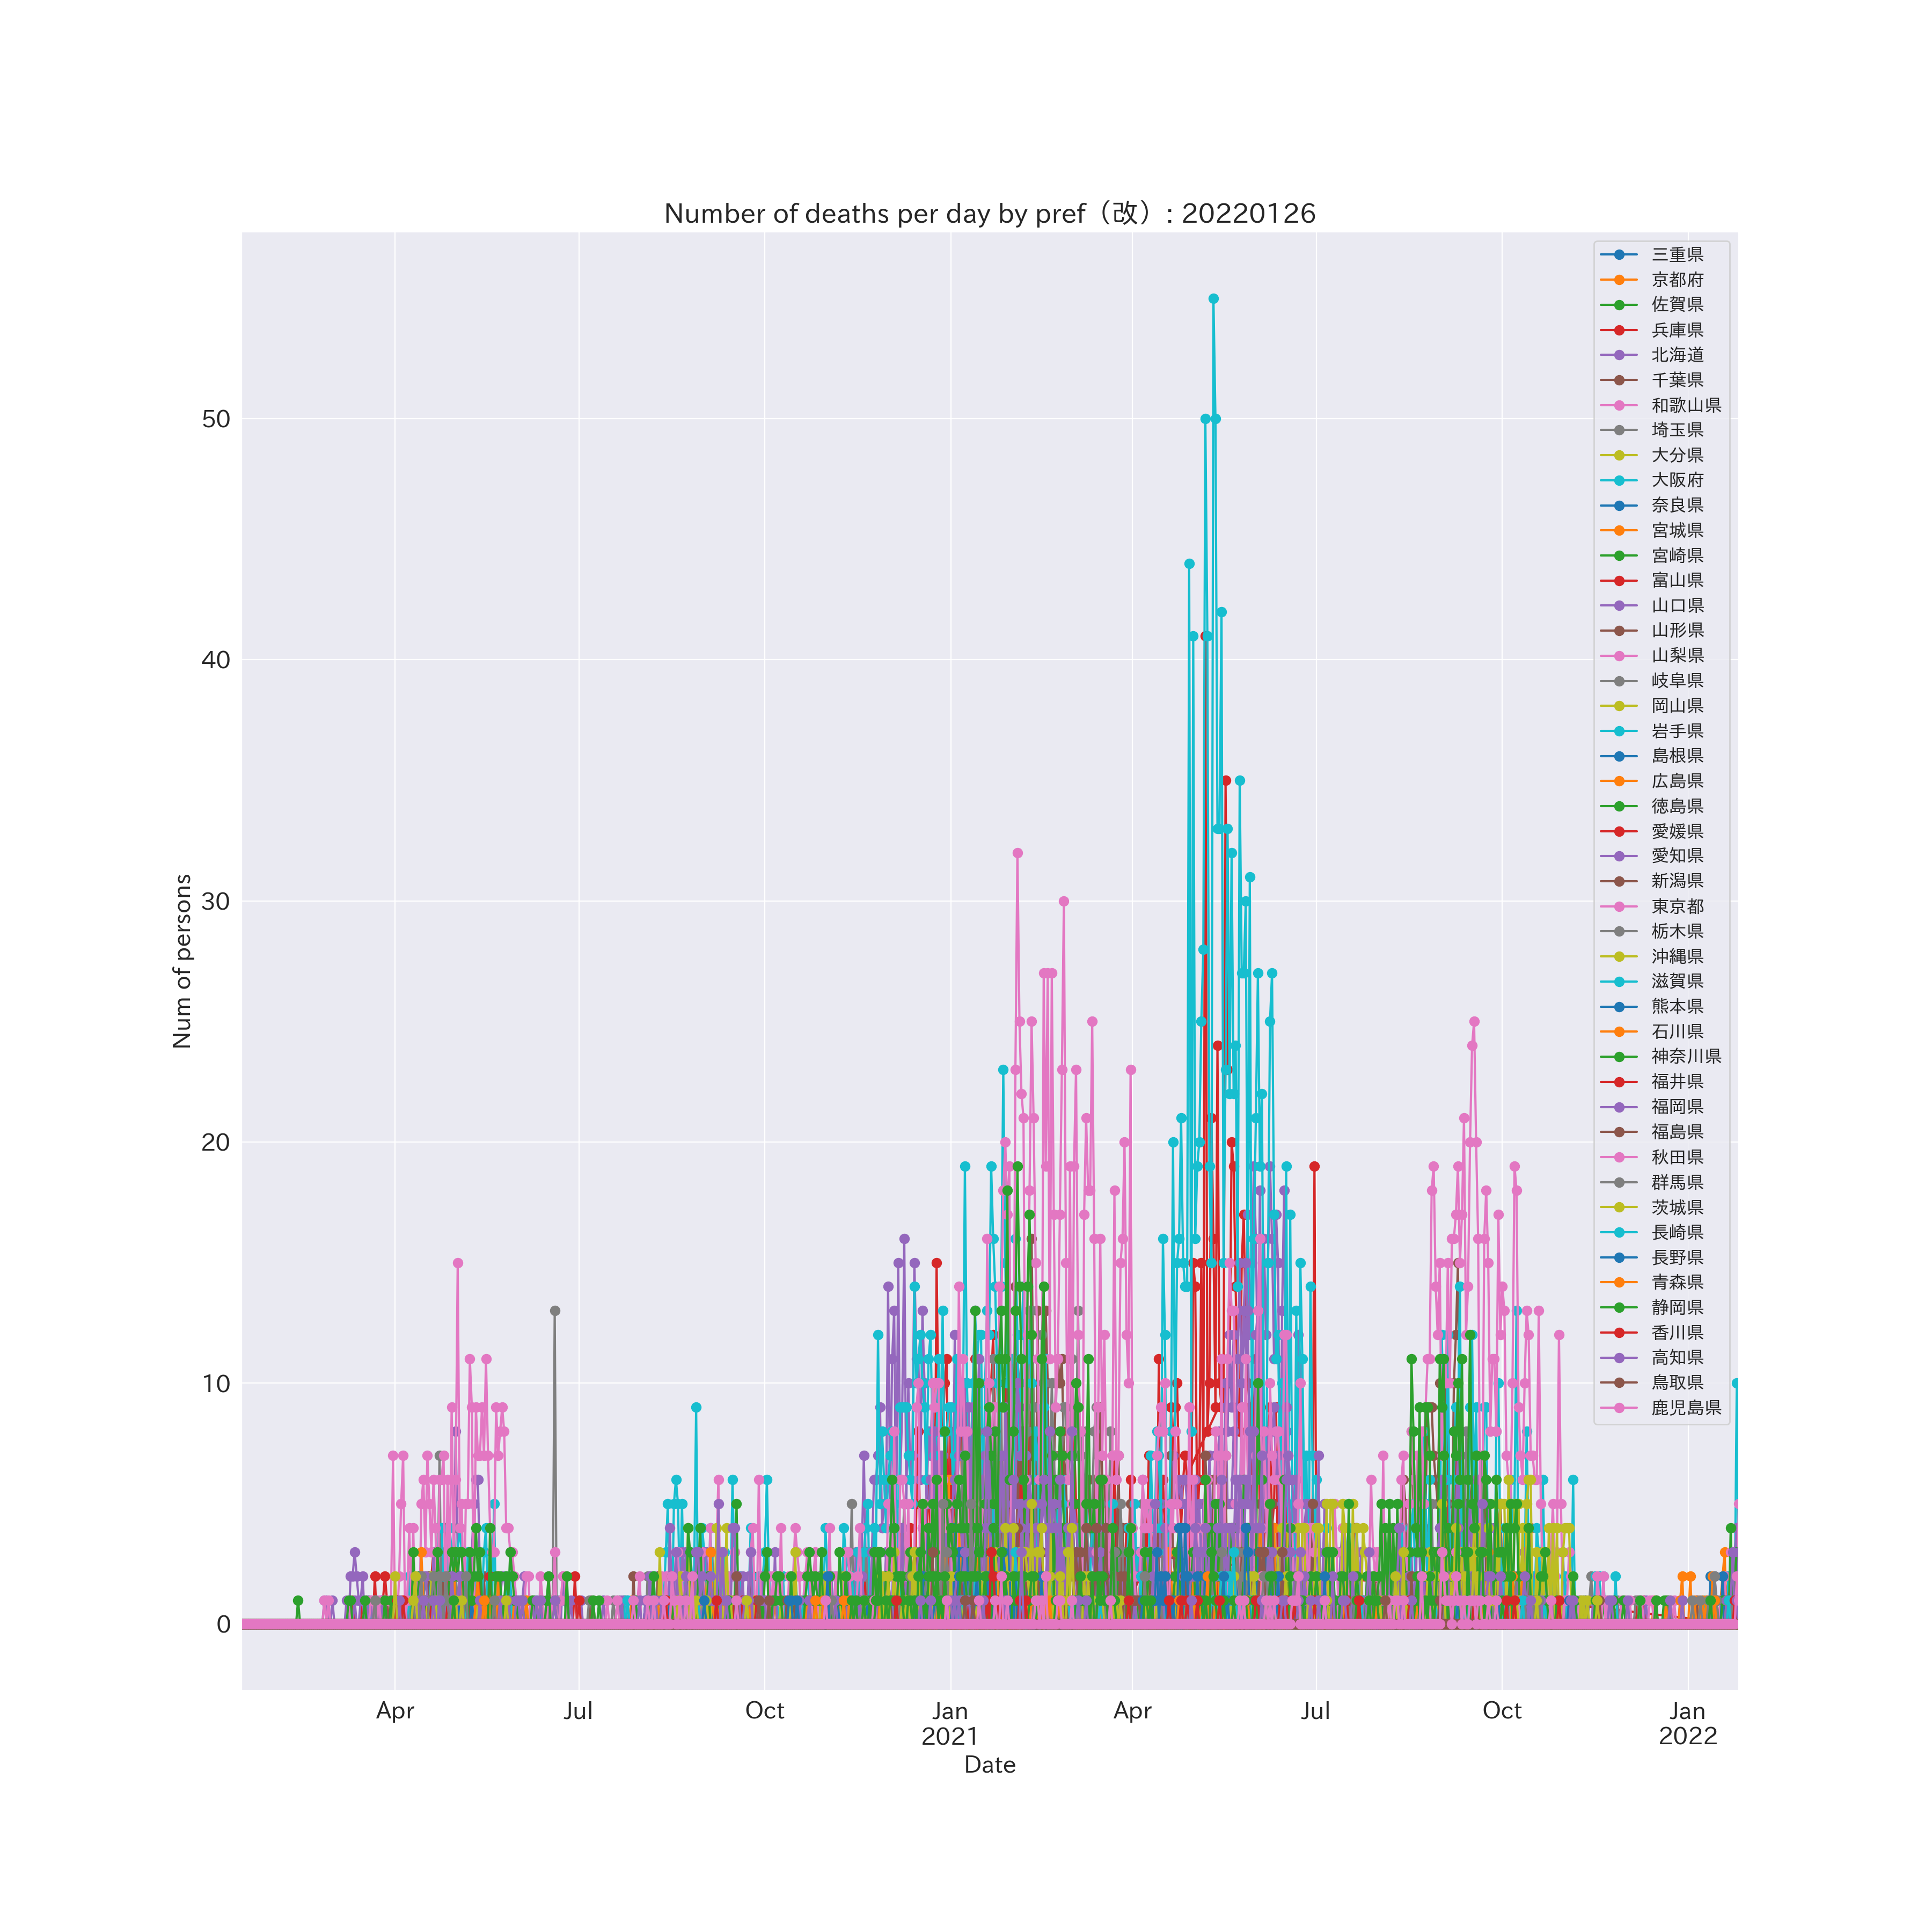 Number of deaths per day by pref（改）: 20220126
Num of persons
50
40
30
20
10
0
Apr
Jul
Oct
Jan
2021
Apr
Jul
Oct
Jan
2022
Date
三重県
京都府
佐賀県
兵庫県
北海道
千葉県
和歌山県
埼玉県
大分県
大阪府
奈良県
宮城県
宮崎県
富山県
山口県
山形県
山梨県
岐阜県
岡山県
岩手県
島根県
広島県
徳島県
愛媛県
愛知県
新潟県
東京都
栃木県
沖縄県
滋賀県
熊本県
石川県
神奈川県
福井県
福岡県
福島県
秋田県
群馬県
茨城県
長崎県
長野県
青森県
静岡県
香川県
高知県
鳥取県
鹿児島県